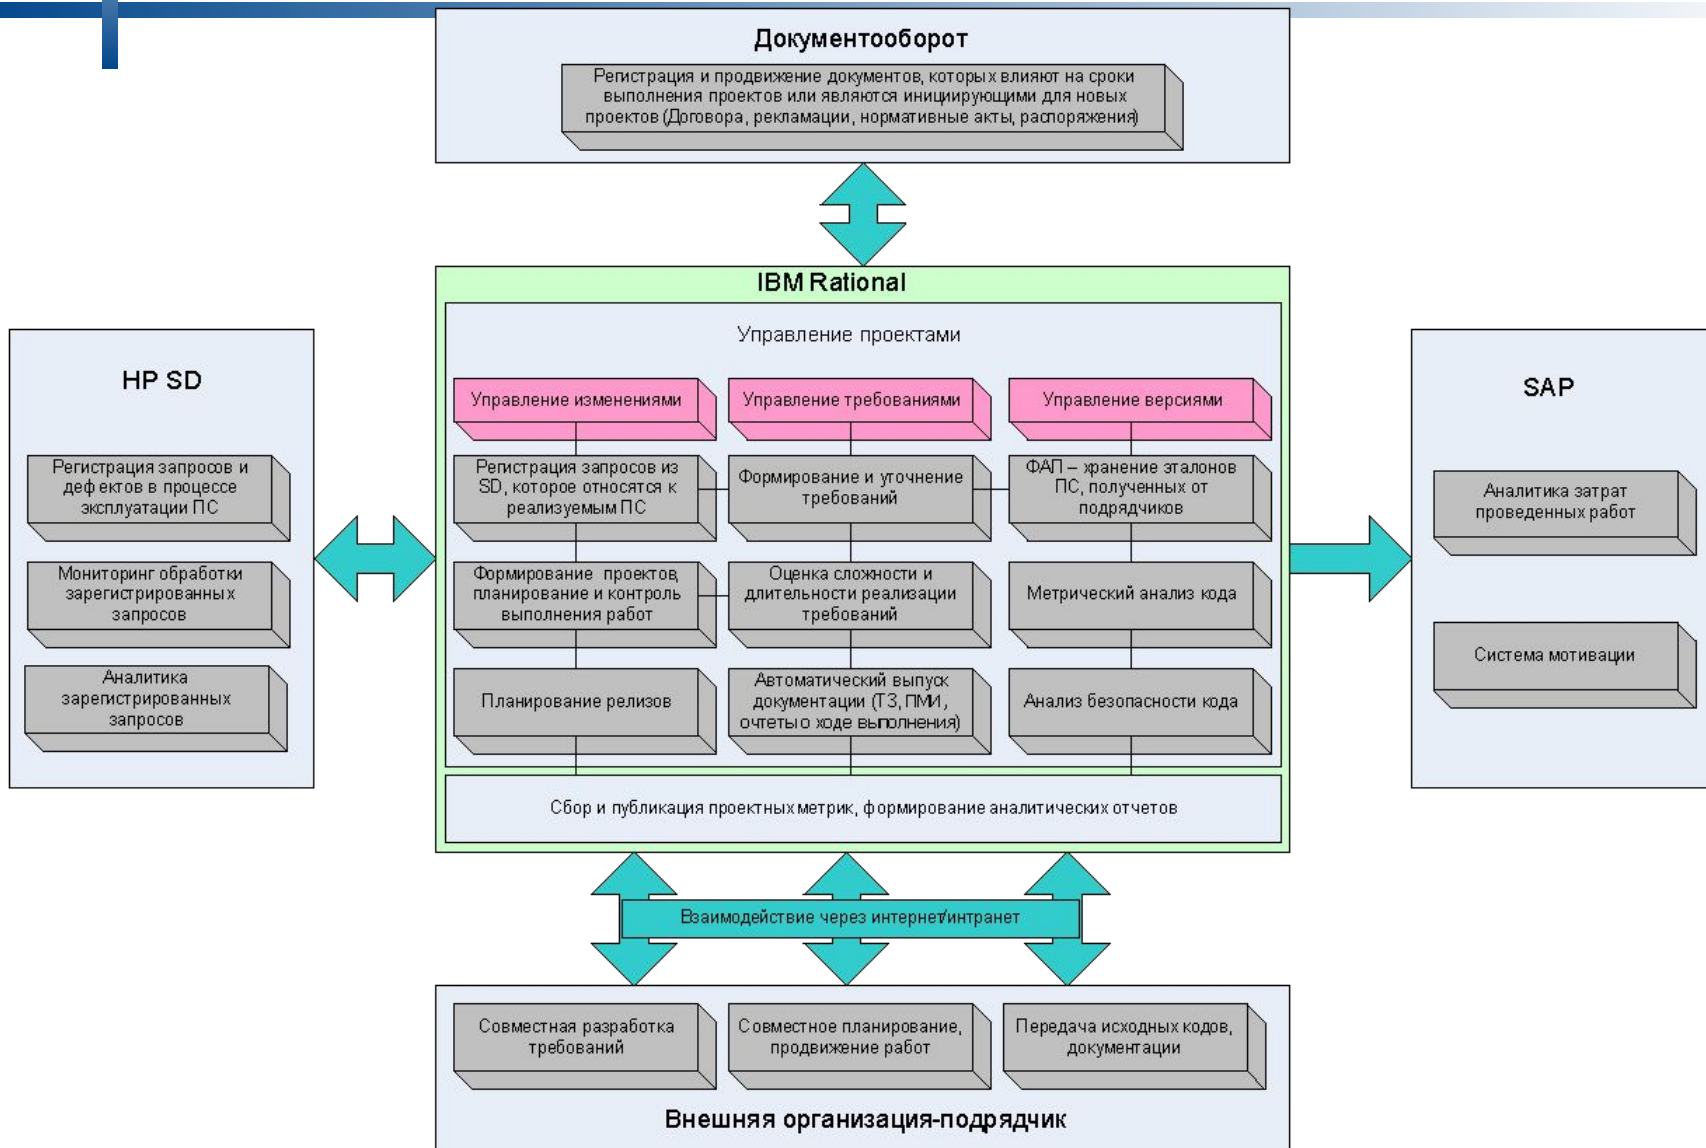 Документооборот
Регистрация и продвижение документов, которых влияют на сроки
выполнения проектов или являются инициирующими для новых
проектов (Договора, рекламации, нормативные акты, распоряжения)
IBM Rational
Управление проектами
HP SD
Регистрация запросов и
дефектов в процессе
эксплуатации ПС
Мониторинг обработки
зарегистрированных
запросов
Аналитика
зарегистрированных
запросов
Управление изменениями
Регистрация запросов из
SD, которое относятся к
реализуемым ПС
Формирование проектов,
планирование и контроль
выполнения работ
Планирование релизов
Управление требованиями
Формирование и уточнение
требований
Оценка сложности и
длительности реализации
требований
Автоматический выпуск
документации (ТЗ, ПМИ,
очтеты о ходе выполнения)
Управление версиями
ФАП – хранение эталонов
ПС, полученных от
подрядчиков
Метрический анализ кода
Анализ безопасности кода
SAP
Аналитика затрат
проведенных работ
Система мотивации
Сбор и публикация проектных метрик, формирование аналитических отчетов
Взаимодействие через интернет/интранет
Совместная разработка
требований
Совместное планирование,
продвижение работ
Передача исходных кодов,
документации
Внешняя организация-подрядчик